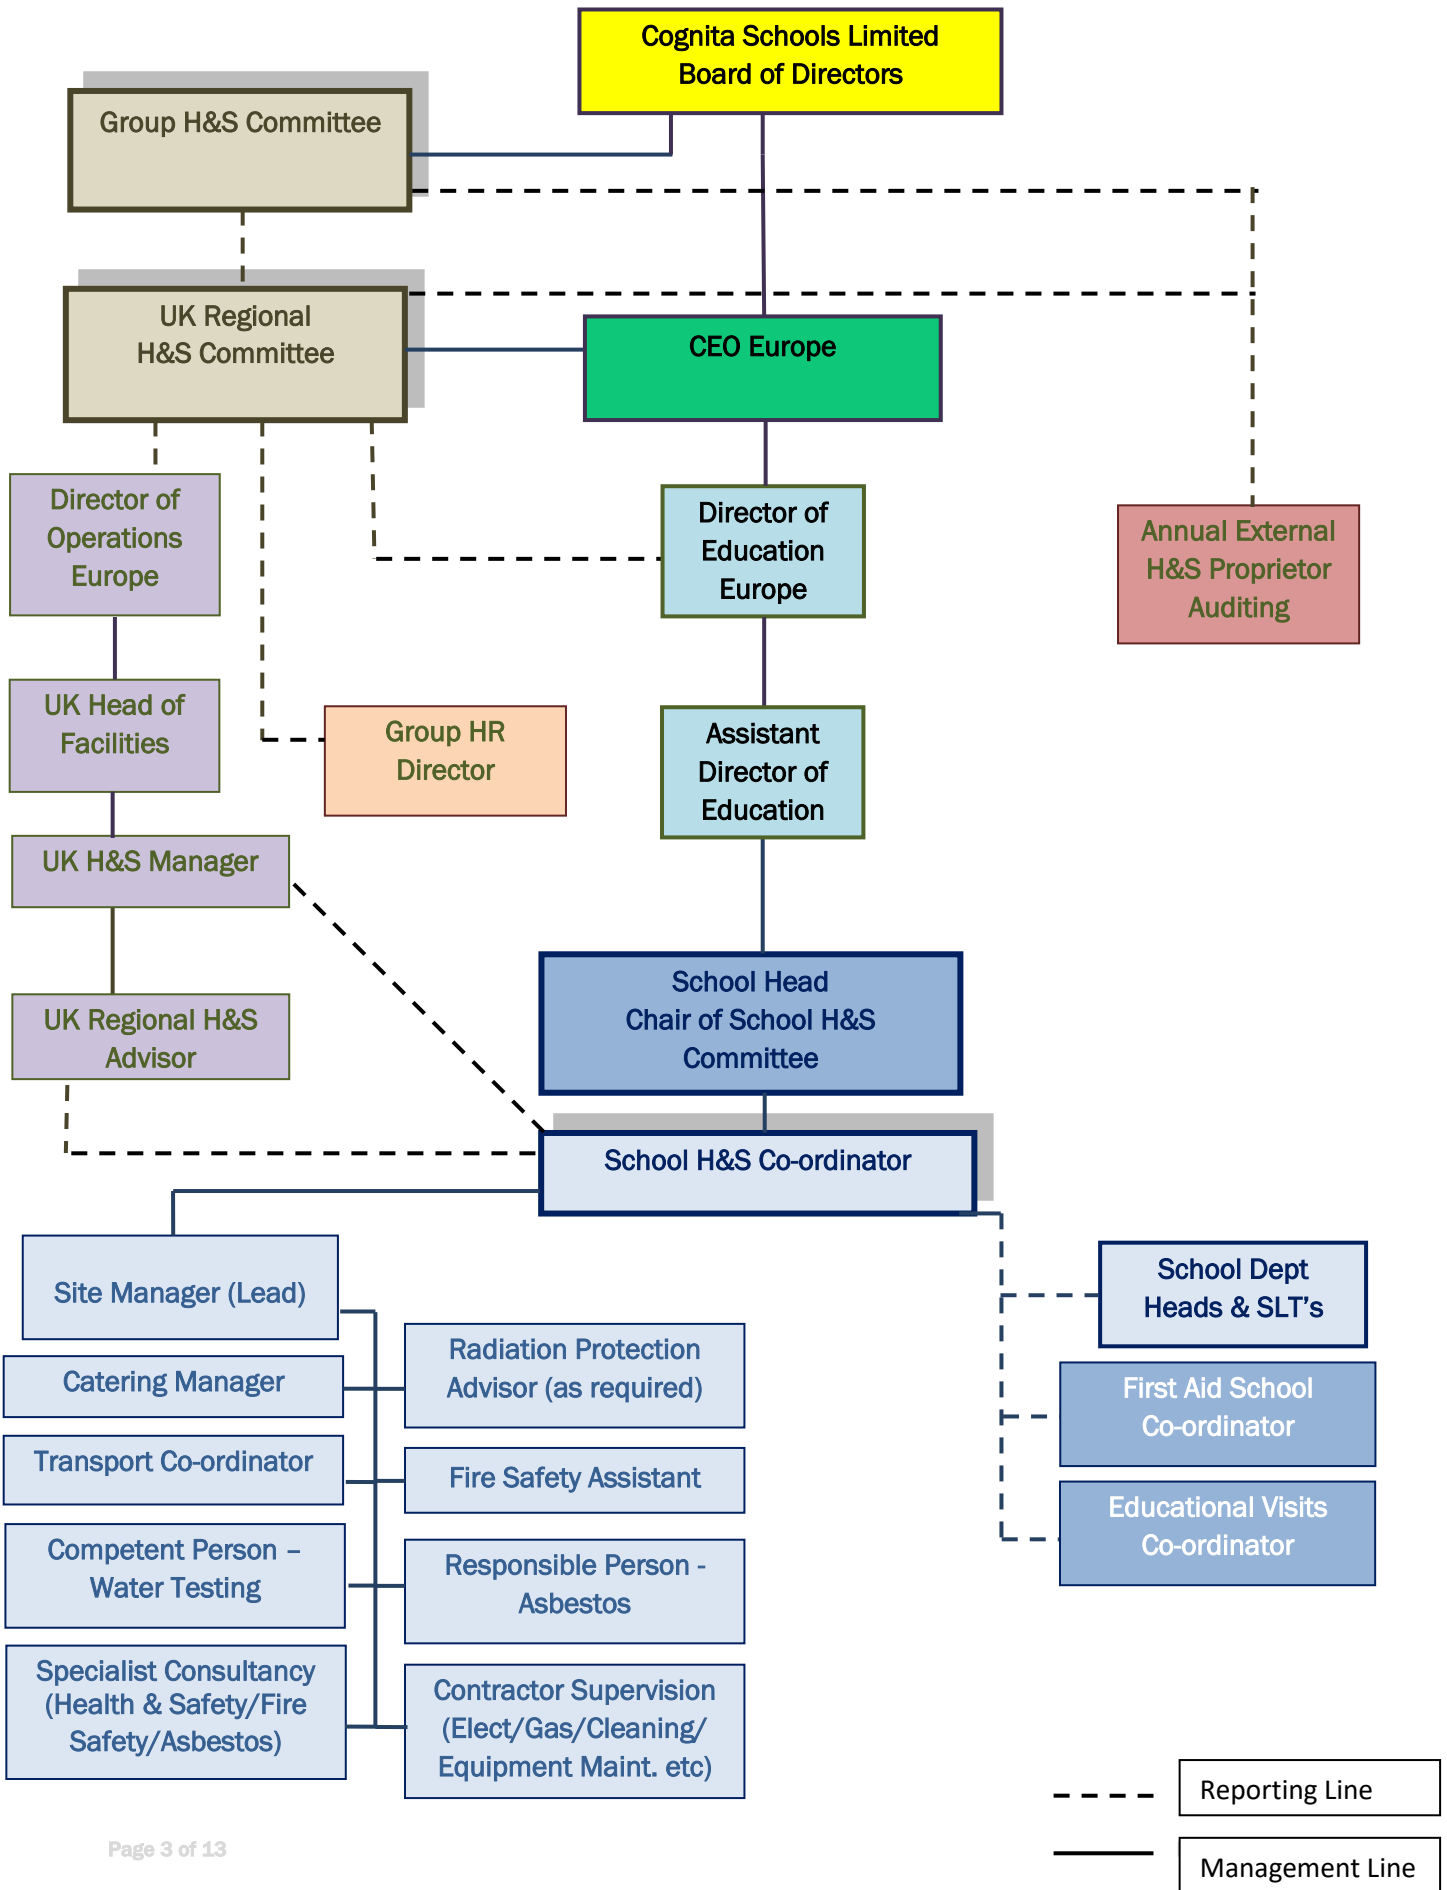 Cognita Schools Limited
Board of Directors
Group H&S Committee
UK Regional
H&S Committee
CEO Europe
Director of
Operations
Europe
Director of
Education
Europe
Annual External
H&S Proprietor
Auditing
UK Head of
Facilities
Group HR
Director
Assistant
Director of
Education
UK H&S Manager
UK Regional H&S
Advisor
School Head
Chair of School H&S
Committee
School H&S Co-ordinator
Site Manager (Lead)
School Dept
Heads & SLT’s
Radiation Protection
Advisor (as required)
Catering Manager
First Aid School
Co-ordinator
Transport Co-ordinator
Fire Safety Assistant
Educational Visits
Co-ordinator
Competent Person –
Water Testing
Responsible Person -
Asbestos
Specialist Consultancy
(Health & Safety/Fire
Safety/Asbestos)
Contractor Supervision
(Elect/Gas/Cleaning/
Equipment Maint. etc)
Reporting Line
Management Line
Page 3 of 13